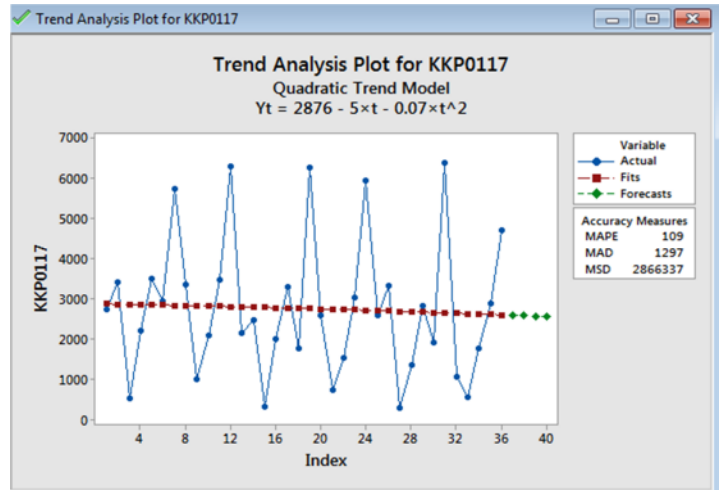 Trend Analysis Plot for KKP0117
Trend Analysis Plot for KKP0117
Quadratic Trend Model
Yt = 2876 - 5×t - 0.07×t^2
7000
6000
5000
4000
3000
2000
1000
0
KKP0117
4 8 12 16 20 24 28 32 36 40
Index
Variable
Actual
Fits
Forecasts
Accuracy Measures
MAPE 109
MAD 1297
MSD 2866337